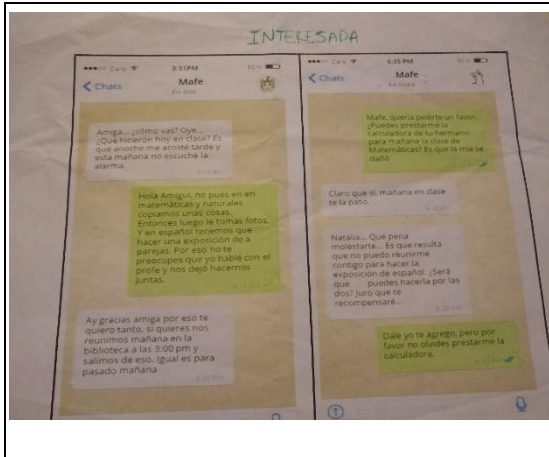 INTERESADA
3:31PM
Chats
Mafe
En línea
Amiga... ¿cómo vas? Oye...
¿Qué hicieron hoy en clase? Es
que anoche me acosté tarde y
esta mañana no escuché la
alarma.
Hola Amigui, no pues en en
matemáticas y naturales
copiamos unas cosas.
Entonces luego le tomas fotos.
Y en español tenemos que
hacer una exposición de a
parejas. Por eso no te
preocupes que yo hablé con el
profe y nos dejó hacernos
juntas.
Ay gracias amiga por eso te
quiero tanto, si quieres nos
reunimos mañana en la
biblioteca a las 3:00 pm y
salimos de eso. Igual es para
pasado mañana
6:35 PM
Chats
Mafe
En línea
Mafe, quería pedirte un favor,
¿Puedes prestarme la
calculadora de tu hermano
para mañana la clase de
Matemáticas? Es que la mía se
dañó
Claro que sí, mañana en clase
te la paso.
Natalia... Qué pena
molestarte... Es que resulta
que no puedo reunirme
contigo para hacer la
exposición de español. ¿Será
que puedes hacerla por las
dos? Juro que te
recompensaré...
Dale yo te agrego, pero por
favor no olvides prestarme la
calculadora.